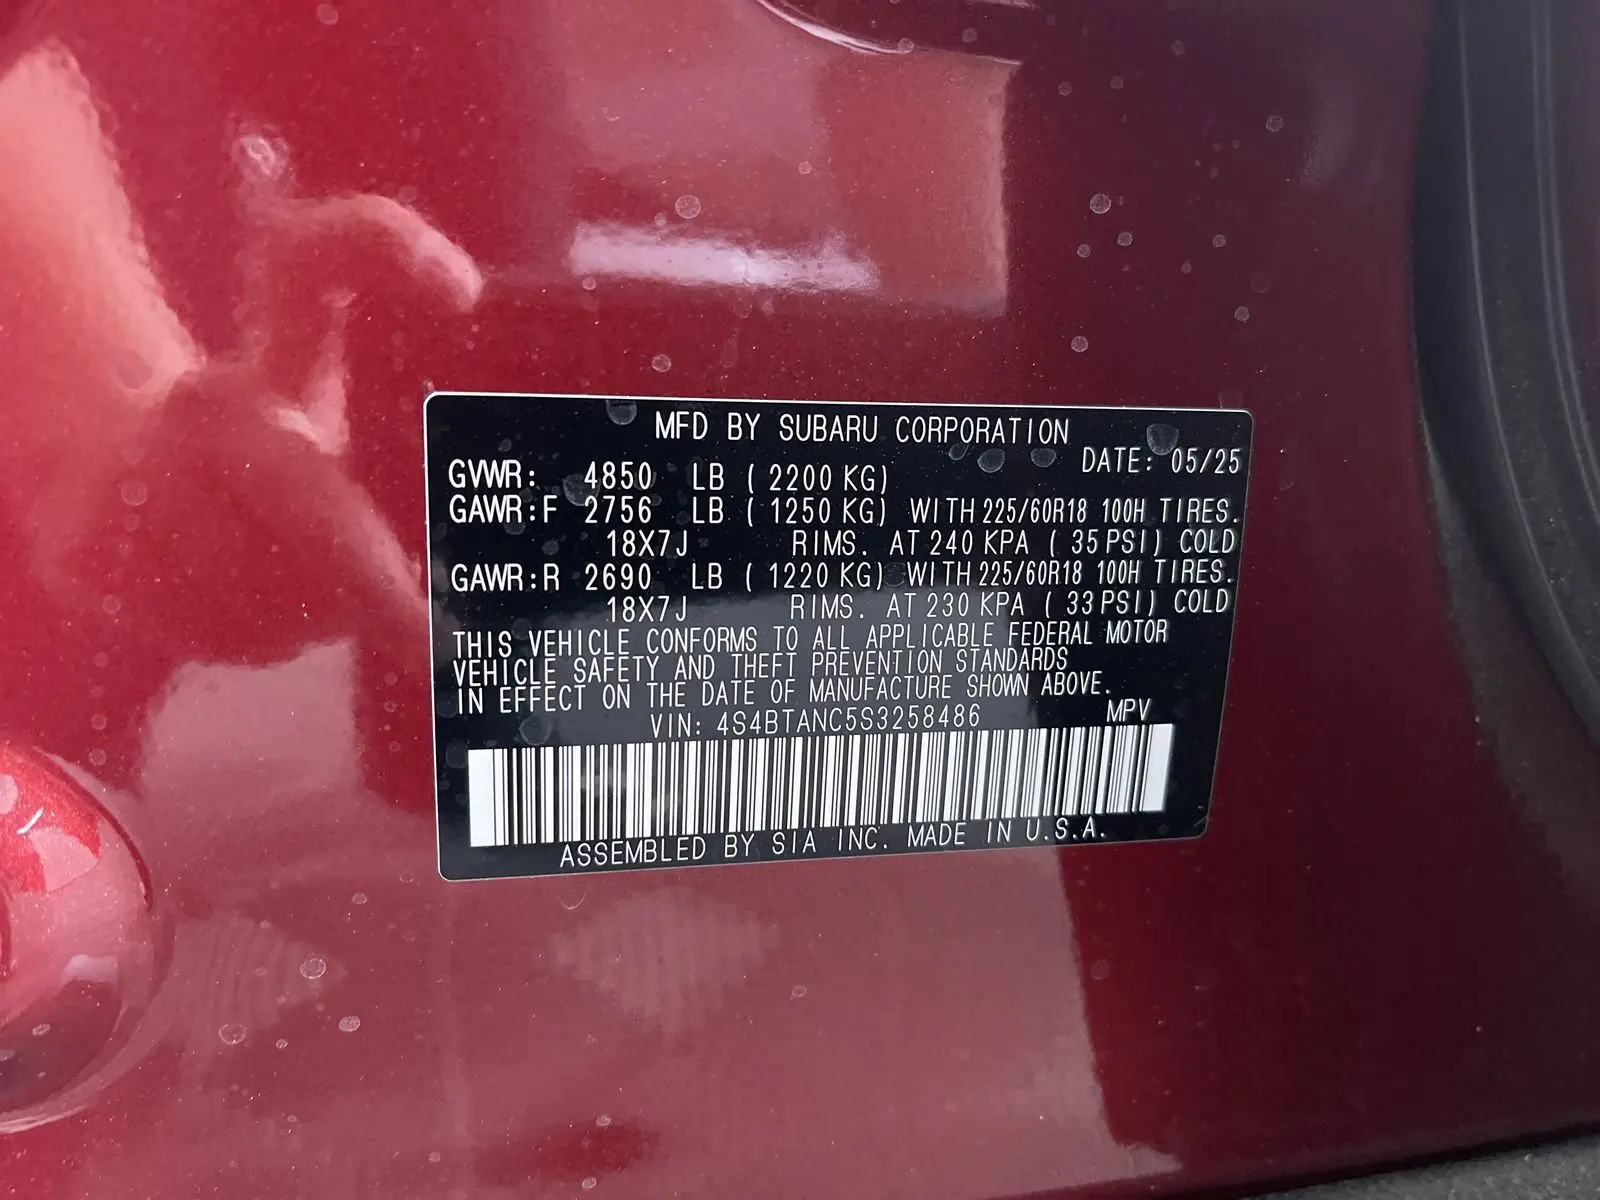 MFD BY SUBARU CORPORATION
DATE: 05/25
GVWR: 4850 LB ( 2200 KG)
GAWR:F 2756 LB ( 1250 KG) WITH 225/60R18 100H TIRES.
18X7J RIMS. AT 240 KPA ( 35 PSI) COLD
GAWR:R 2690 LB ( 1220 KG) WITH 225/60R18 100H TIRES.
18X7J RIMS. AT 230 KPA ( 33 PSI) COLD
THIS VEHICLE CONFORMS TO ALL APPLICABLE FEDERAL MOTOR
VEHICLE SAFETY AND THEFT PREVENTION STANDARDS
IN EFFECT ON THE DATE OF MANUFACTURE SHOWN ABOVE.
VIN: 4S4BTANC5S3258486 MPV
ASSEMBLED BY SIA INC. MADE IN U.S.A.